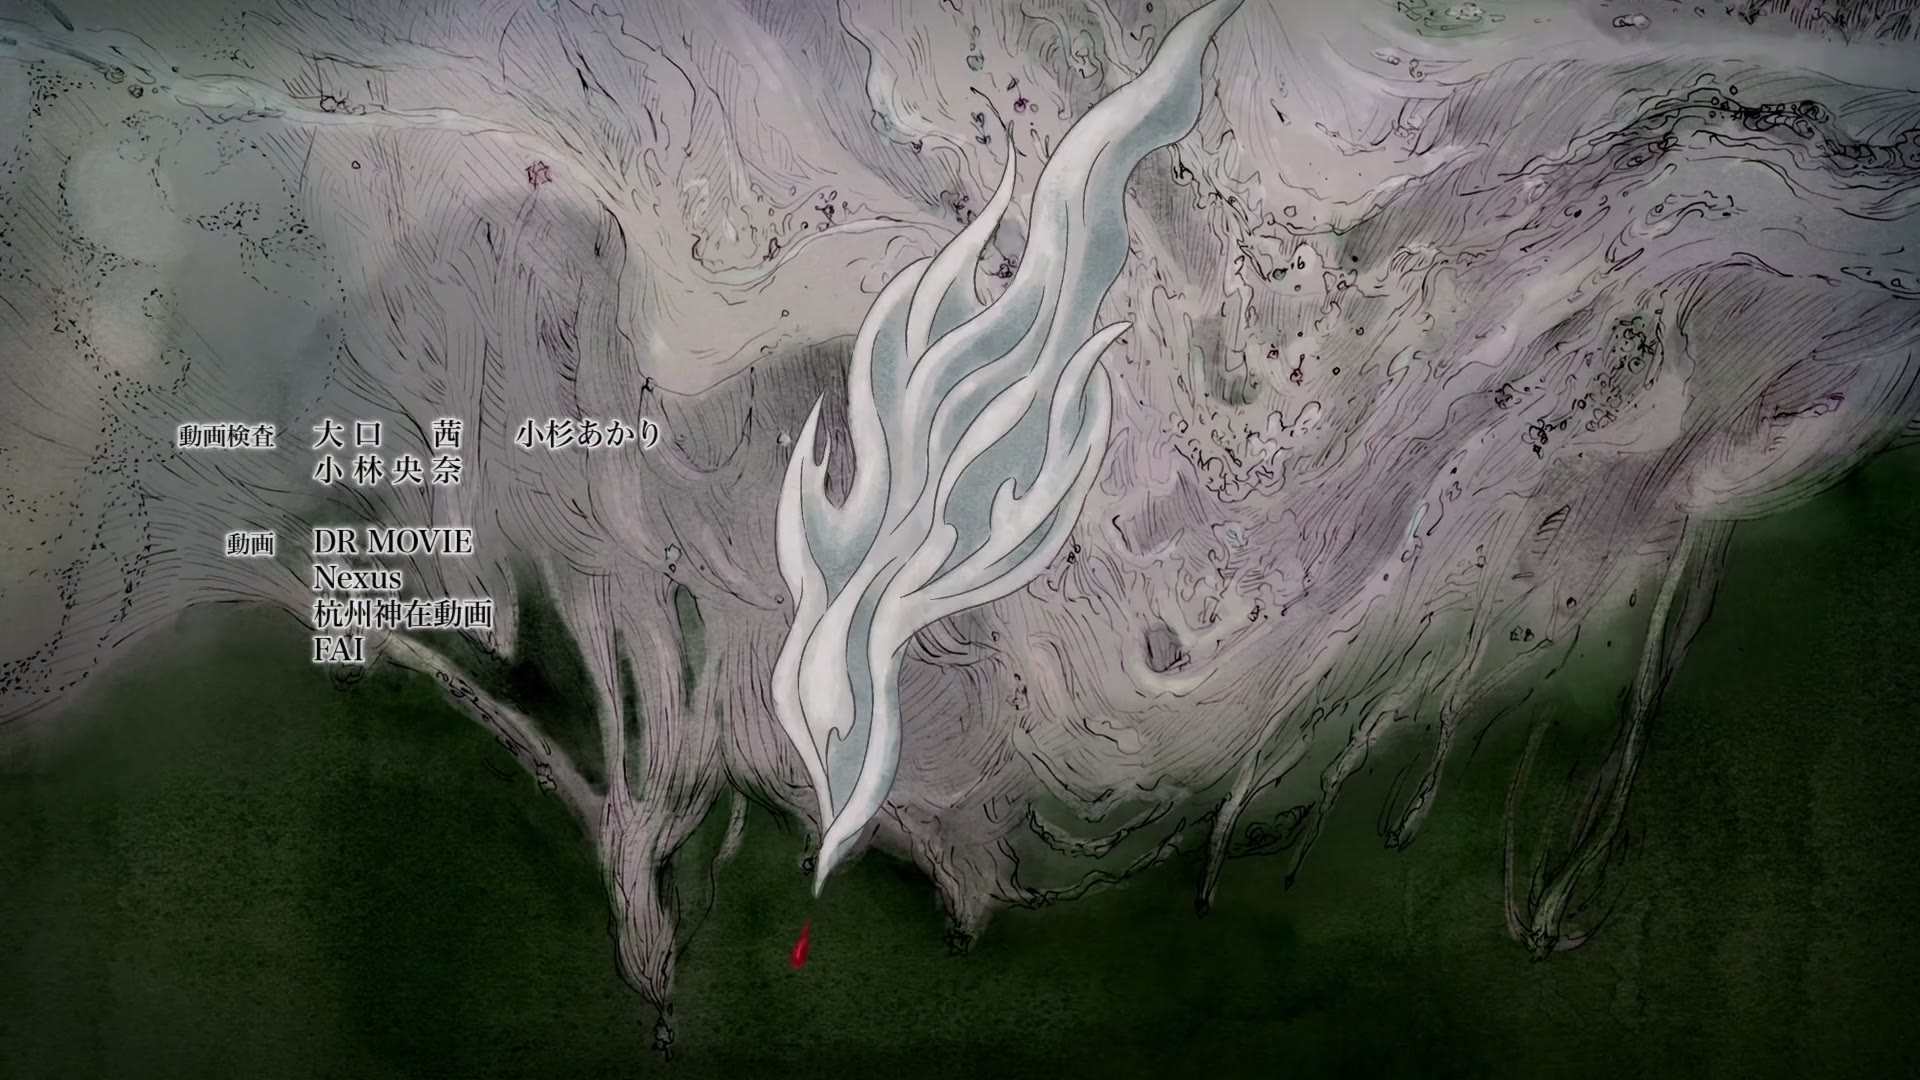 動画検査 大口 茜 小杉あかり
小林央奈
動画 DR MOVIE
Nexus
杭州神在動画
FAI